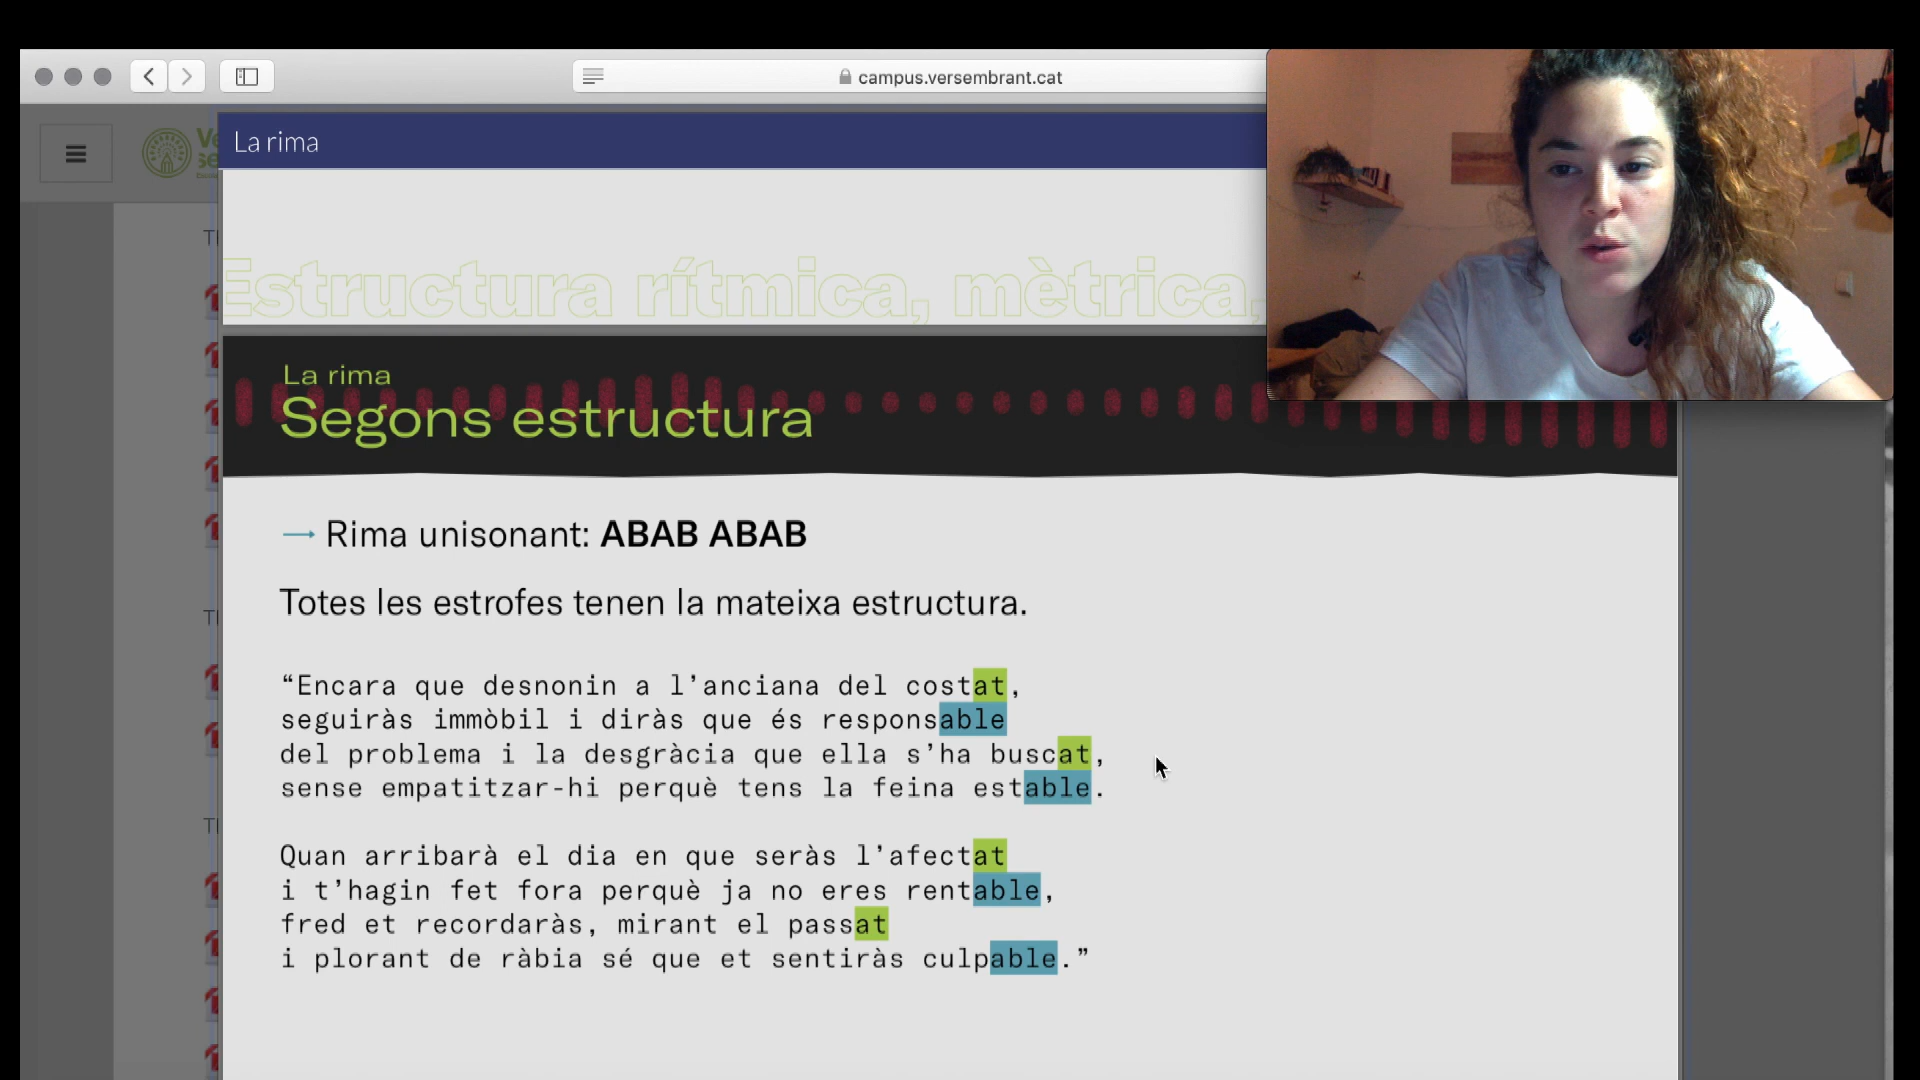 campus.versembrant.cat
La rima
Estructura rítmica, mètrica,
La rima
Segons estructura
→ Rima unisonant: ABAB ABAB
Totes les estrofes tenen la mateixa estructura.
“Encara que desnonin a l’anciana del costat,
seguiràs immòbil i diràs que és responsable
del problema i la desgràcia que ella s’ha buscat,
sense empatitzar-hi perquè tens la feina estable.
Quan arribarà el dia en que seràs l’afectat
i t’hagin fet fora perquè ja no eres rentable,
fred et recordaràs, mirant el passat
i plorant de ràbia sé que et sentiràs culpable.”